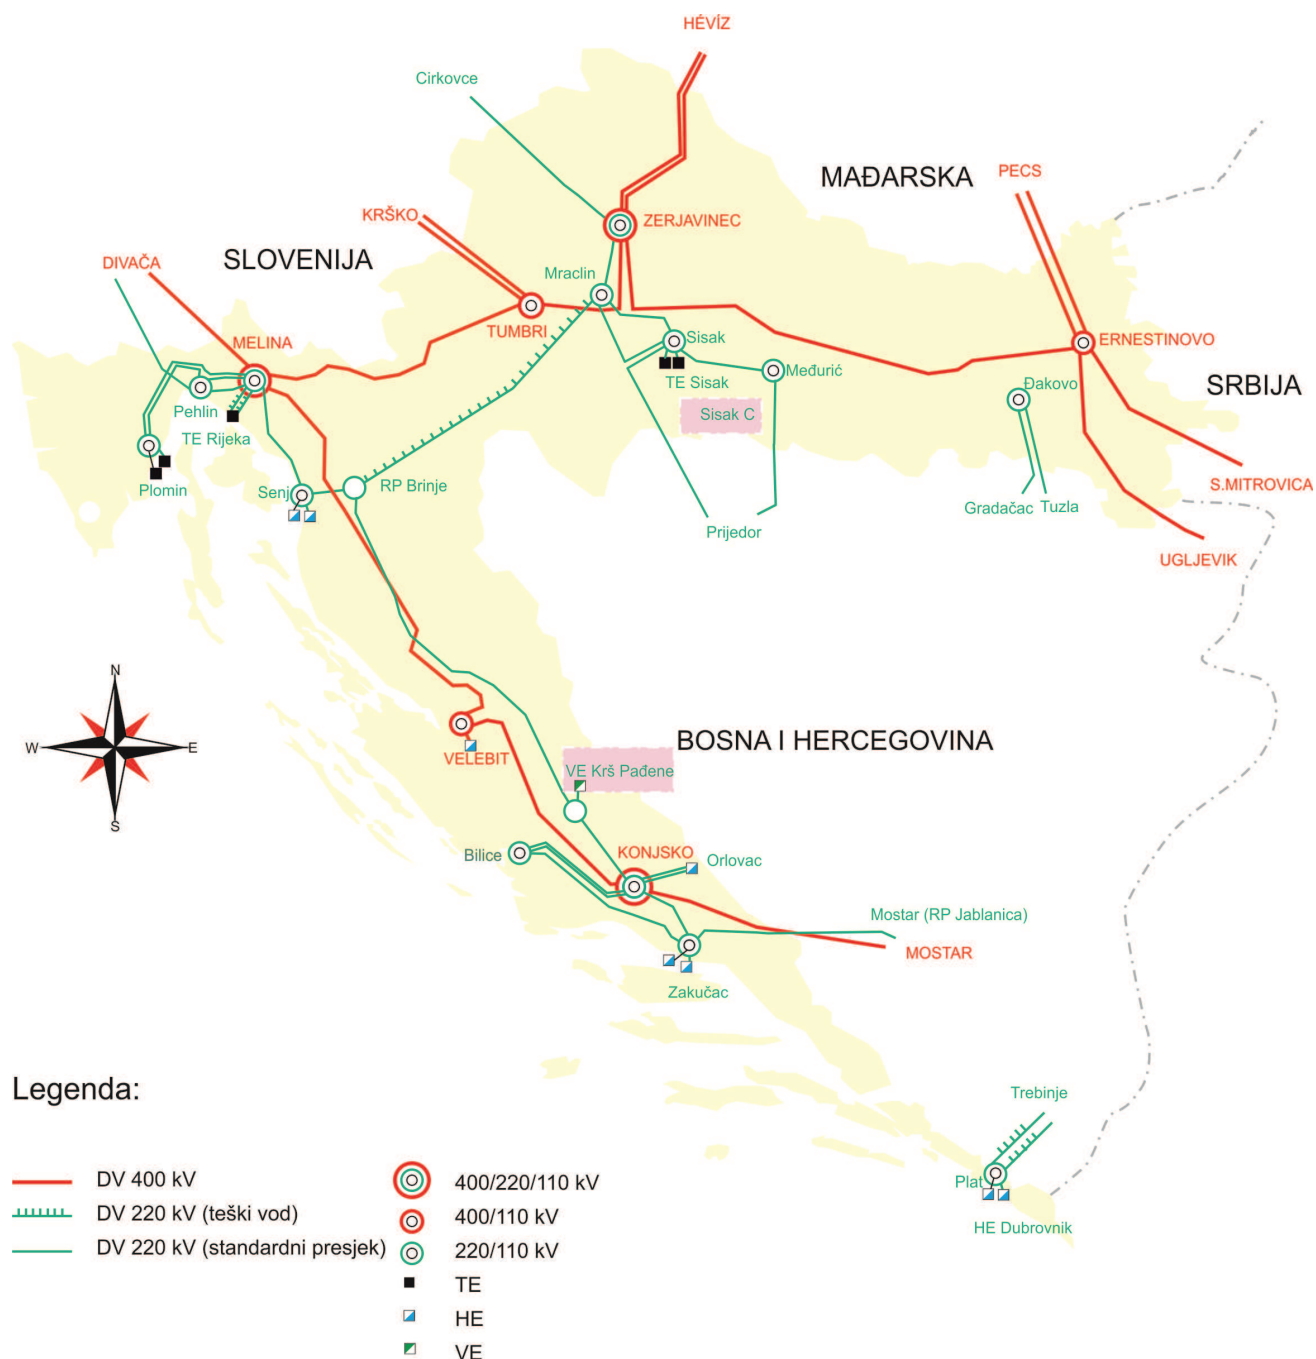 HÉVÍZ
Cirkovce
MAĐARSKA
PECS
KRŠKO
ZERJAVINEC
SLOVENIJA
DIVAČA
Mraclin
TUMBRI
MELINA
Sisak
ERNESTINOVO
Međurić
TE Sisak
SRBIJA
Đakovo
Pehlin
Sisak C
TE Rijeka
Plomin
Senj
RP Brinje
S.MITROVICA
Gradačac
Tuzla
Prijedor
UGLJEVIK
N
W
E
S
BOSNA I HERCEGOVINA
VELEBIT
VE Krš Pađene
Bilice
KONJSKO
Orlovac
Mostar (RP Jablanica)
MOSTAR
Zakučac
Trebinje
Plat
HE Dubrovnik
Legenda:
DV 400 kV
DV 220 kV (teški vod)
DV 220 kV (standardni presjek)
400/220/110 kV
400/110 kV
220/110 kV
TE
HE
VE